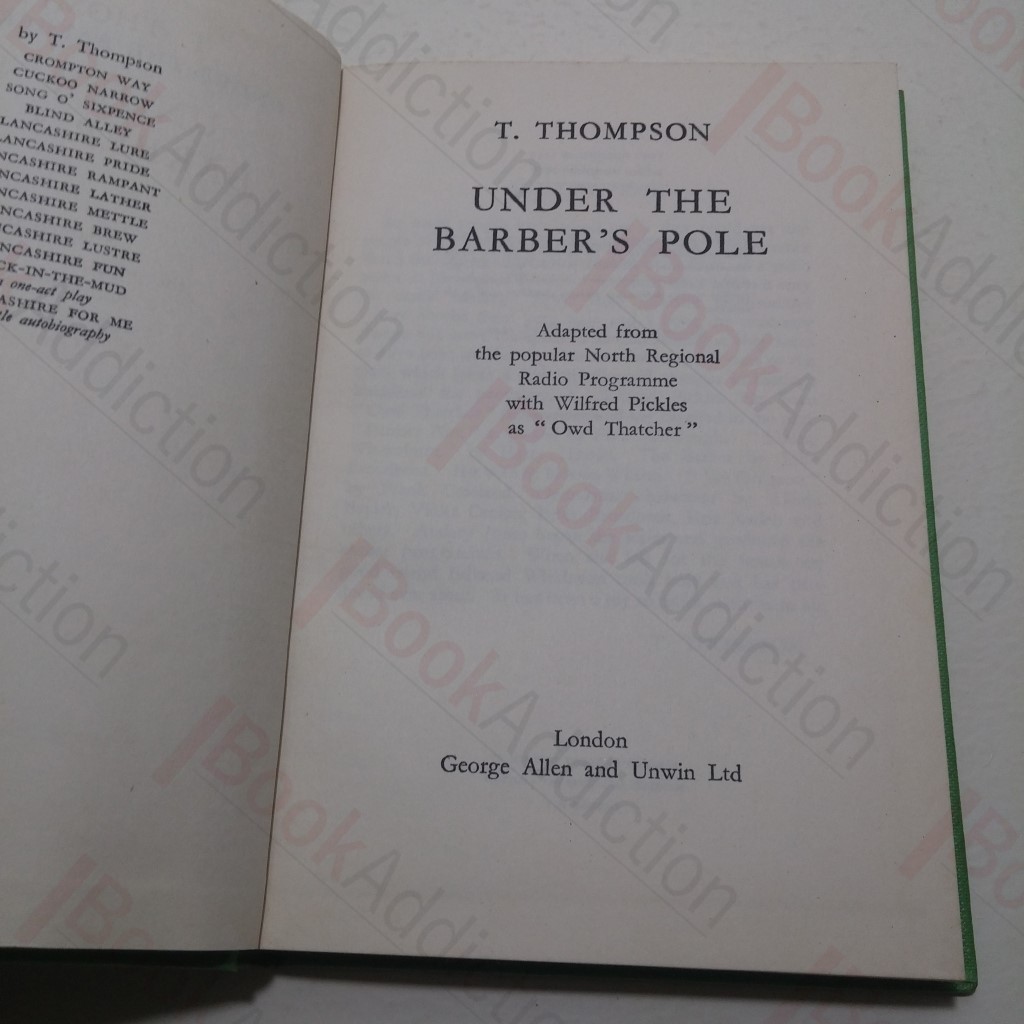 by T. Thompson
CROMPTON WAY
CUCKOO NARROW
SONG O' SIXPENCE
BLIND ALLEY
LANCASHIRE LURE
LANCASHIRE PRIDE
NCASHIRE RAMPANT
NCASHIRE LATHER
NCASHIRE METTLE
NCASHIRE BREW
CASHIRE LUSTRE
NCASHIRE FUN
CK-IN-THE-MUD
one-act play
ASHIRE FOR ME
le autobiography
T. THOMPSON
UNDER THE
BARBER'S POLE
Adapted from
the popular North Regional
Radio Programme
with Wilfred Pickles
as "Owd Thatcher"
London
George Allen and Unwin Ltd
BookAddiction